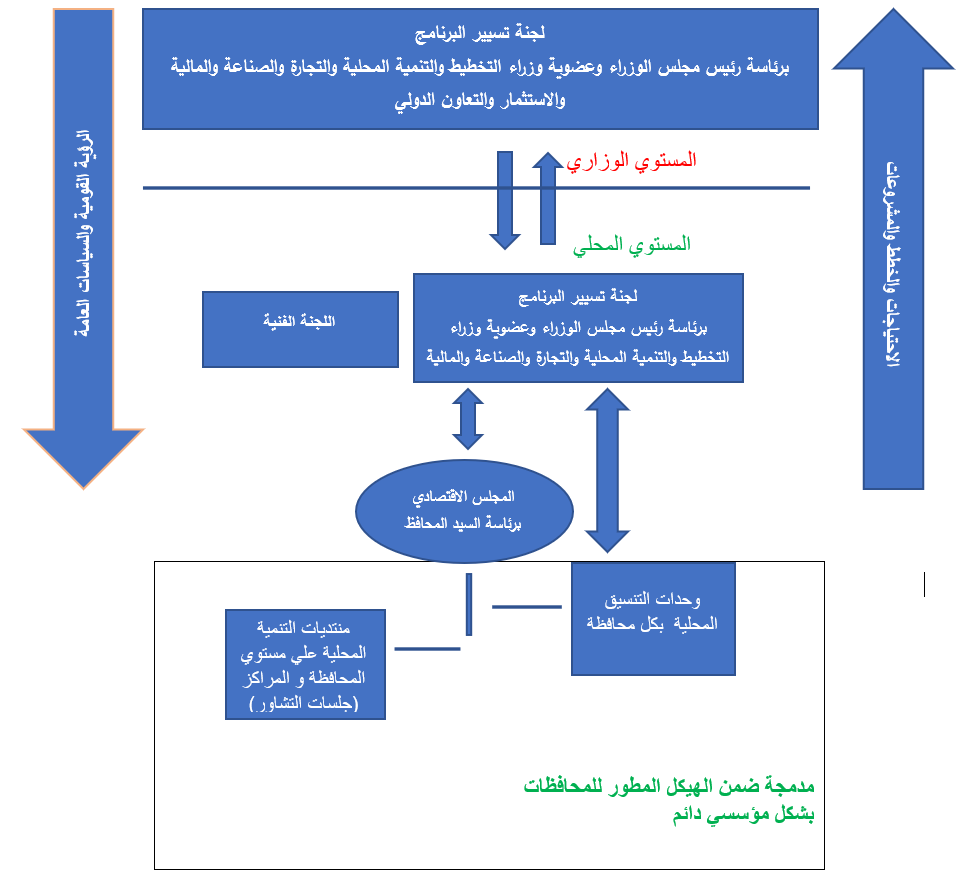 لجنة تسيير البرنامج
برئاسة رئيس مجلس الوزراء وعضوية وزراء التخطيط والتنمية المحلية والتجارة والصناعة والمالية
والاستثمار والتعاون الدولي
الاحتياجات والخطط والمشروعات
الرؤية القومية والسياسات العامة
المستوي الوزاري
المستوي المحلي
لجنة تسيير البرنامج
برئاسة رئيس مجلس الوزراء وعضوية وزراء
التخطيط والتنمية المحلية والتجارة والصناعة والمالية
اللجنة الفنية
المجلس الاقتصادي
برئاسة السيد المحافظ
وحدات التنسيق
المحلية بكل محافظة
منتديات التنمية
المحلية علي مستوي
المحافظة و المراكز
(جلسات التشاور)
مدمجة ضمن الهيكل المطور للمحافظات
بشكل مؤسسي دائم